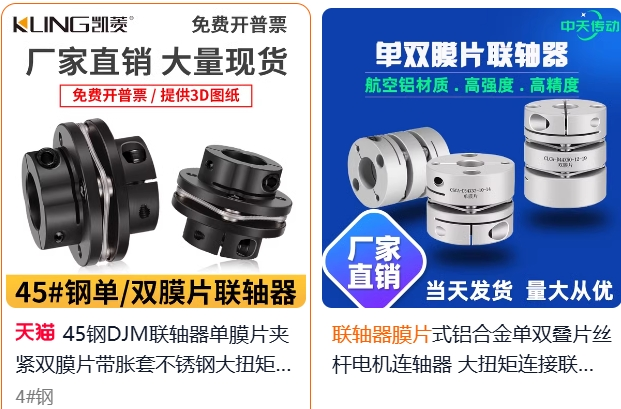 KLING凯菱®
免费开普票
厂家直销 大量现货
免费开普票 / 提供3D图纸
45#钢单/双膜片联轴器
天猫 45钢DJM联轴器单膜片夹
紧双膜片带胀套不锈钢大扭矩...
4#钢
中天传动
单双膜片联轴器
航空铝材质 . 高强度 . 高精度
单膜片
双膜片
厂家
直销
当天发货 量大从优
联轴器膜片式铝合金单双叠片丝
杆电机连轴器 大扭矩连接联...